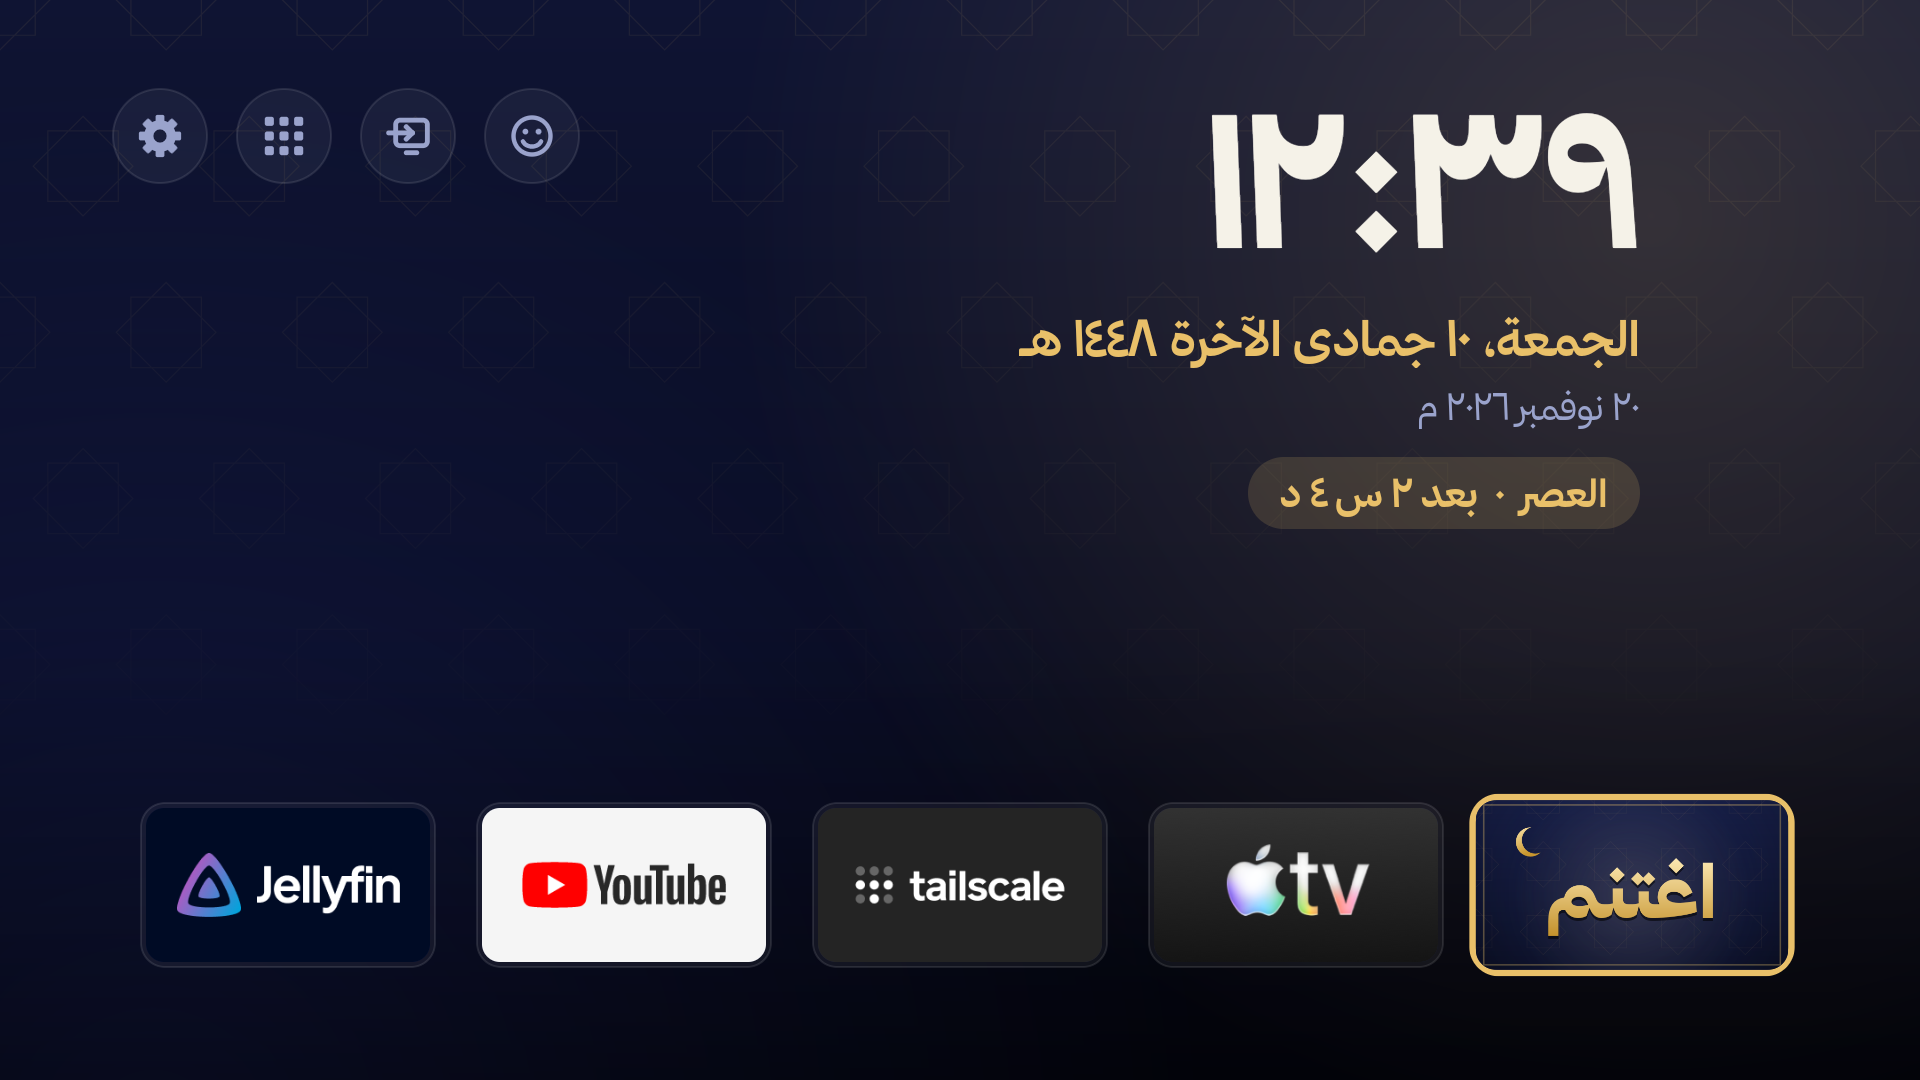 ١٢:٣٩
الجمعة، ١٠ جمادى الآخرة ١٤٤٨ هـ
٢٠ نوفمبر ٢٠٢٦ م
العصر · بعد ٢ س ٤ د
اغتنم
tv
tailscale
YouTube
Jellyfin